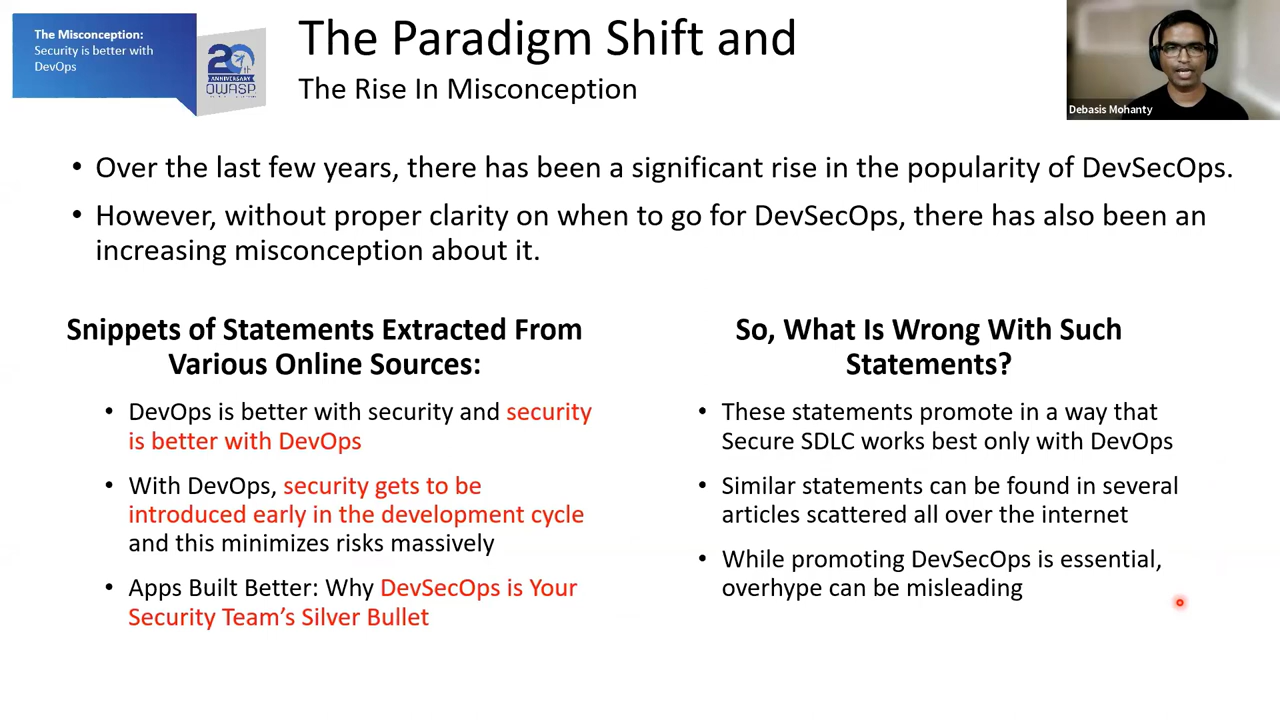 The Misconception:
Security is better with
DevOps
20
ANNIVERSARY
OWASP
The Paradigm Shift and
The Rise In Misconception
Debasis Mohanty
• Over the last few years, there has been a significant rise in the popularity of DevSecOps.
• However, without proper clarity on when to go for DevSecOps, there has also been an
increasing misconception about it.
Snippets of Statements Extracted From
Various Online Sources:
• DevOps is better with security and security
is better with DevOps
• With DevOps, security gets to be
introduced early in the development cycle
and this minimizes risks massively
• Apps Built Better: Why DevSecOps is Your
Security Team’s Silver Bullet
So, What Is Wrong With Such
Statements?
• These statements promote in a way that
Secure SDLC works best only with DevOps
• Similar statements can be found in several
articles scattered all over the internet
• While promoting DevSecOps is essential,
overhype can be misleading